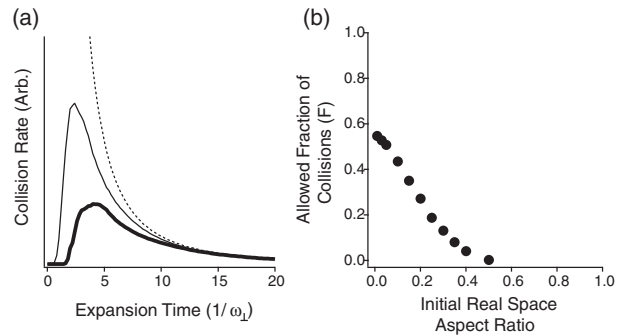 (a)
Collision Rate (Arb.)
0
5
10
15
20
Expansion Time (1/ω⊥)
(b)
Allowed Fraction of
Collisions (F)
1.0
0.8
0.6
0.4
0.2
0.0
0.0
0.2
0.4
0.6
0.8
1.0
Initial Real Space
Aspect Ratio